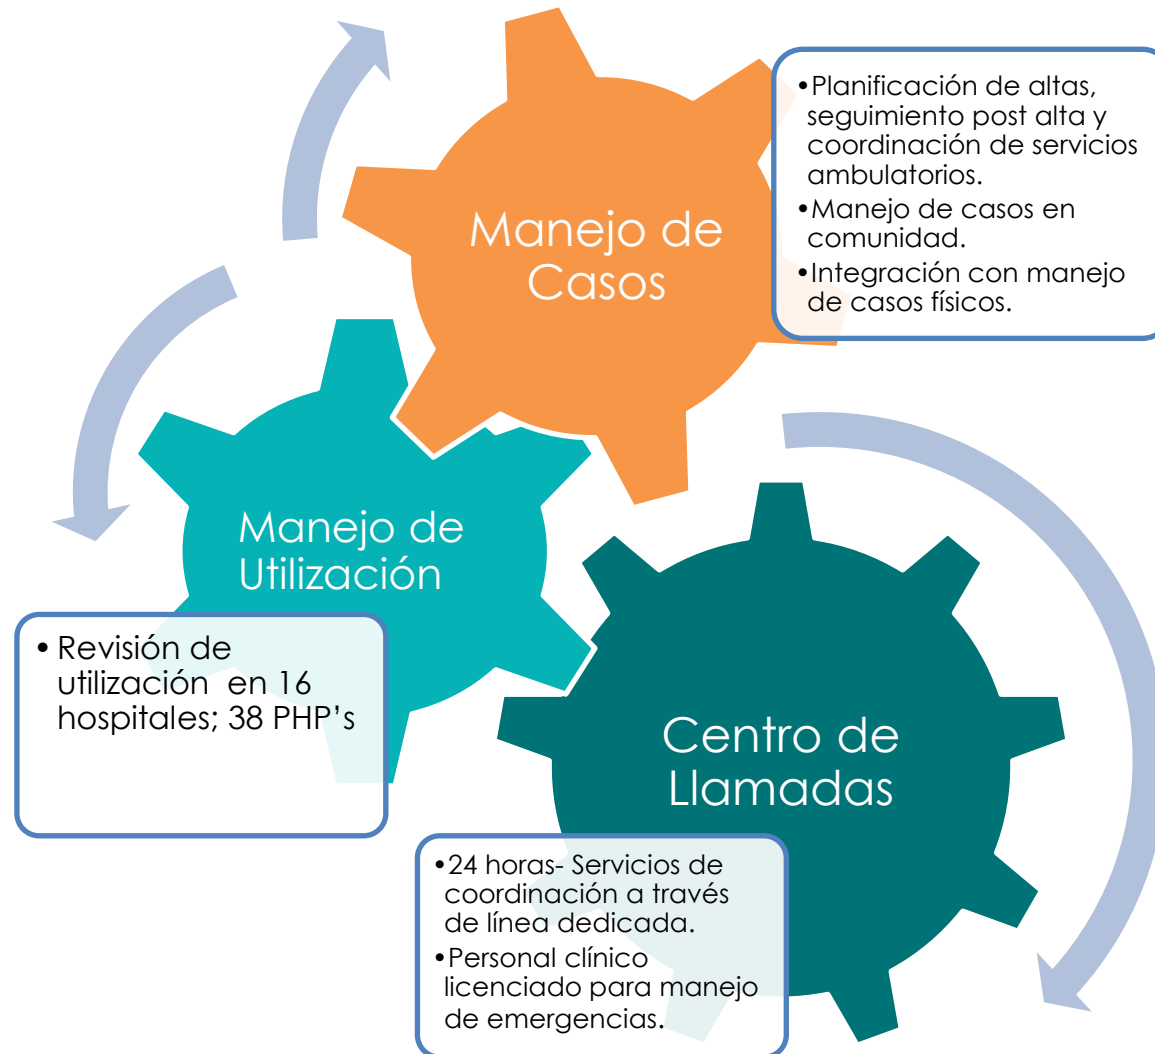 Manejo de
Casos
•Planificación de altas,
seguimiento post alta y
coordinación de servicios
ambulatorios.
•Manejo de casos en
comunidad.
•Integración con manejo
de casos físicos.
Manejo de
Utilización
• Revisión de
utilización en 16
hospitales; 38 PHP’s
Centro de
Llamadas
•24 horas- Servicios de
coordinación a través
de línea dedicada.
•Personal clínico
licenciado para manejo
de emergencias.